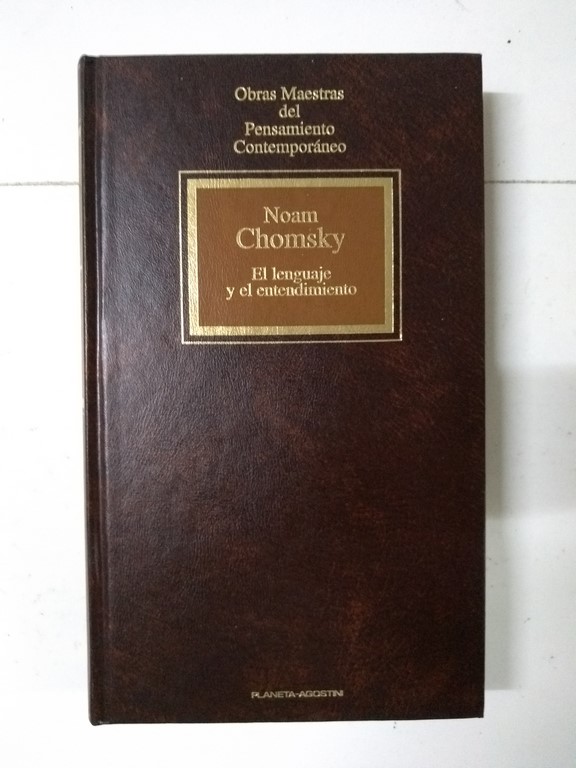 Obras Maestras
del
Pensamiento
Contemporáneo
Noam
Chomsky
El lenguaje
y el entendimiento
PLANETA-AGOSTINI